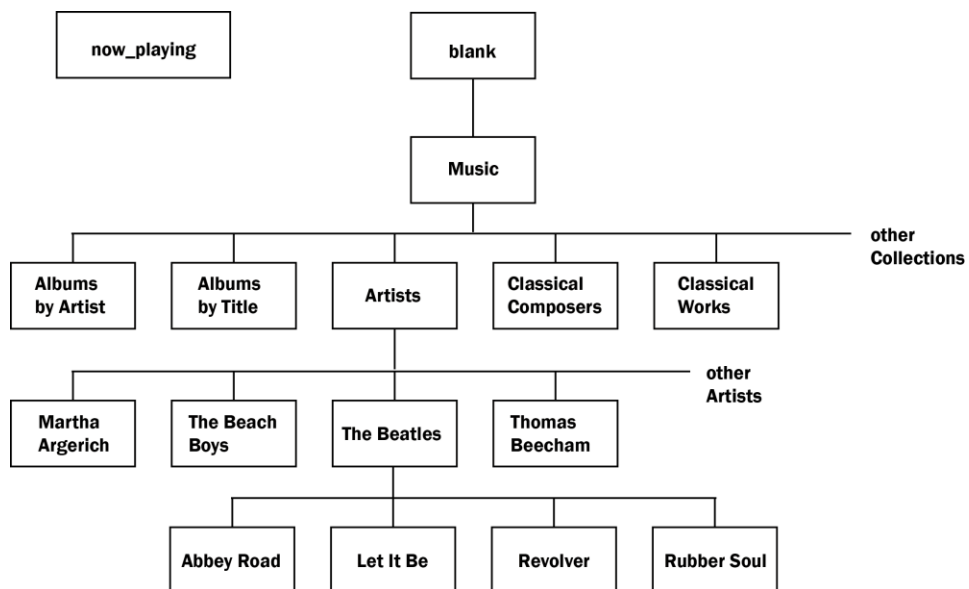 now_playing
blank
Music
other
Collections
Albums
by Artist
Albums
by Title
Artists
Classical
Composers
Classical
Works
other
Artists
Martha
Argerich
The Beach
Boys
The Beatles
Thomas
Beecham
Abbey Road
Let It Be
Revolver
Rubber Soul